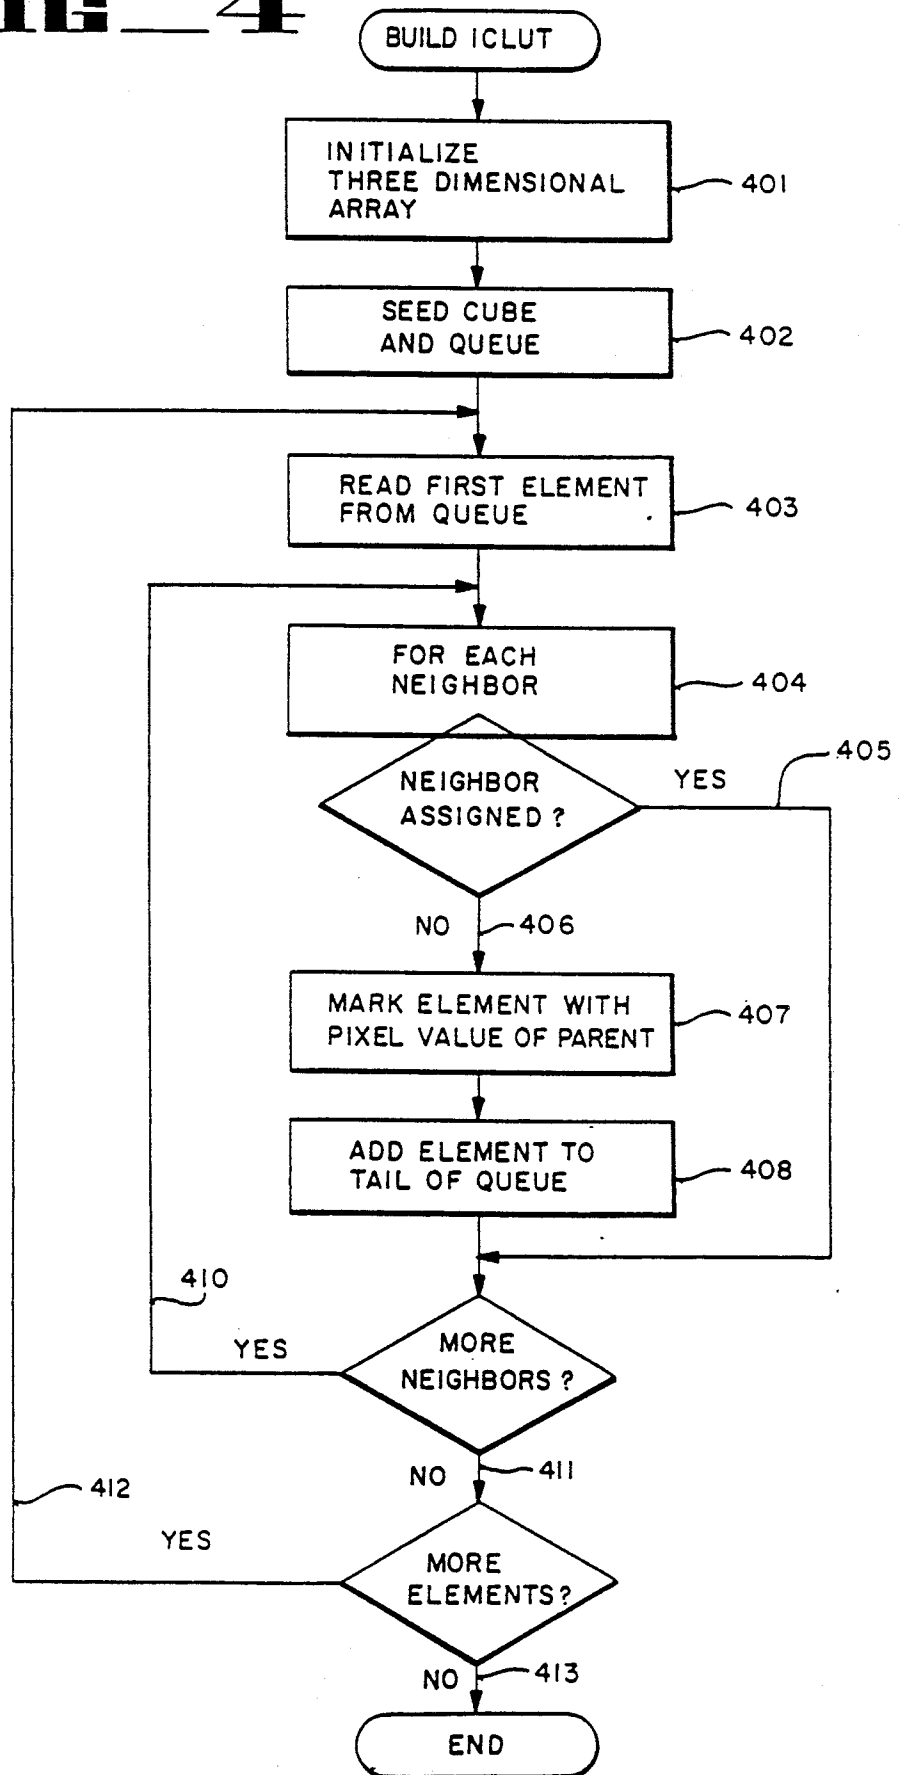 FIG_4
BUILD ICLUT
INITIALIZE
THREE DIMENSIONAL
ARRAY
401
SEED CUBE
AND QUEUE
402
READ FIRST ELEMENT
FROM QUEUE
403
FOR EACH
NEIGHBOR
404
405
YES
NEIGHBOR
ASSIGNED?
NO
406
MARK ELEMENT WITH
PIXEL VALUE OF PARENT
407
ADD ELEMENT TO
TAIL OF QUEUE
408
410
YES
MORE
NEIGHBORS?
NO
411
412
YES
MORE
ELEMENTS?
NO
413
END